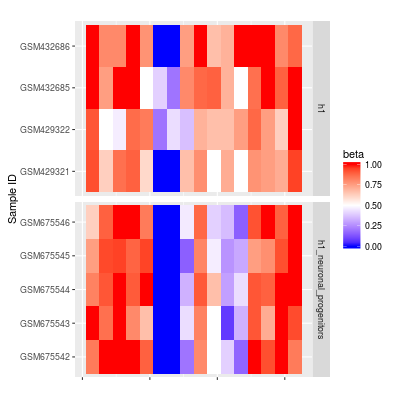 GSM432686
GSM432685
GSM429322
GSM429321
h1
GSM675546
GSM675545
GSM675544
GSM675543
GSM675542
h1_neuronal_progenitors
Sample ID
beta
1.00
0.75
0.50
0.25
0.00